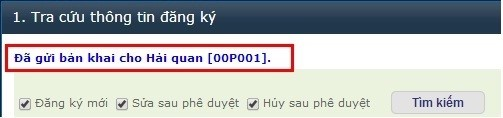 1. Tra cứu thông tin đăng ký
Đã gửi bản khai cho Hải quan [00P001].
Đăng ký mới Sửa sau phê duyệt Hủy sau phê duyệt Tìm kiếm